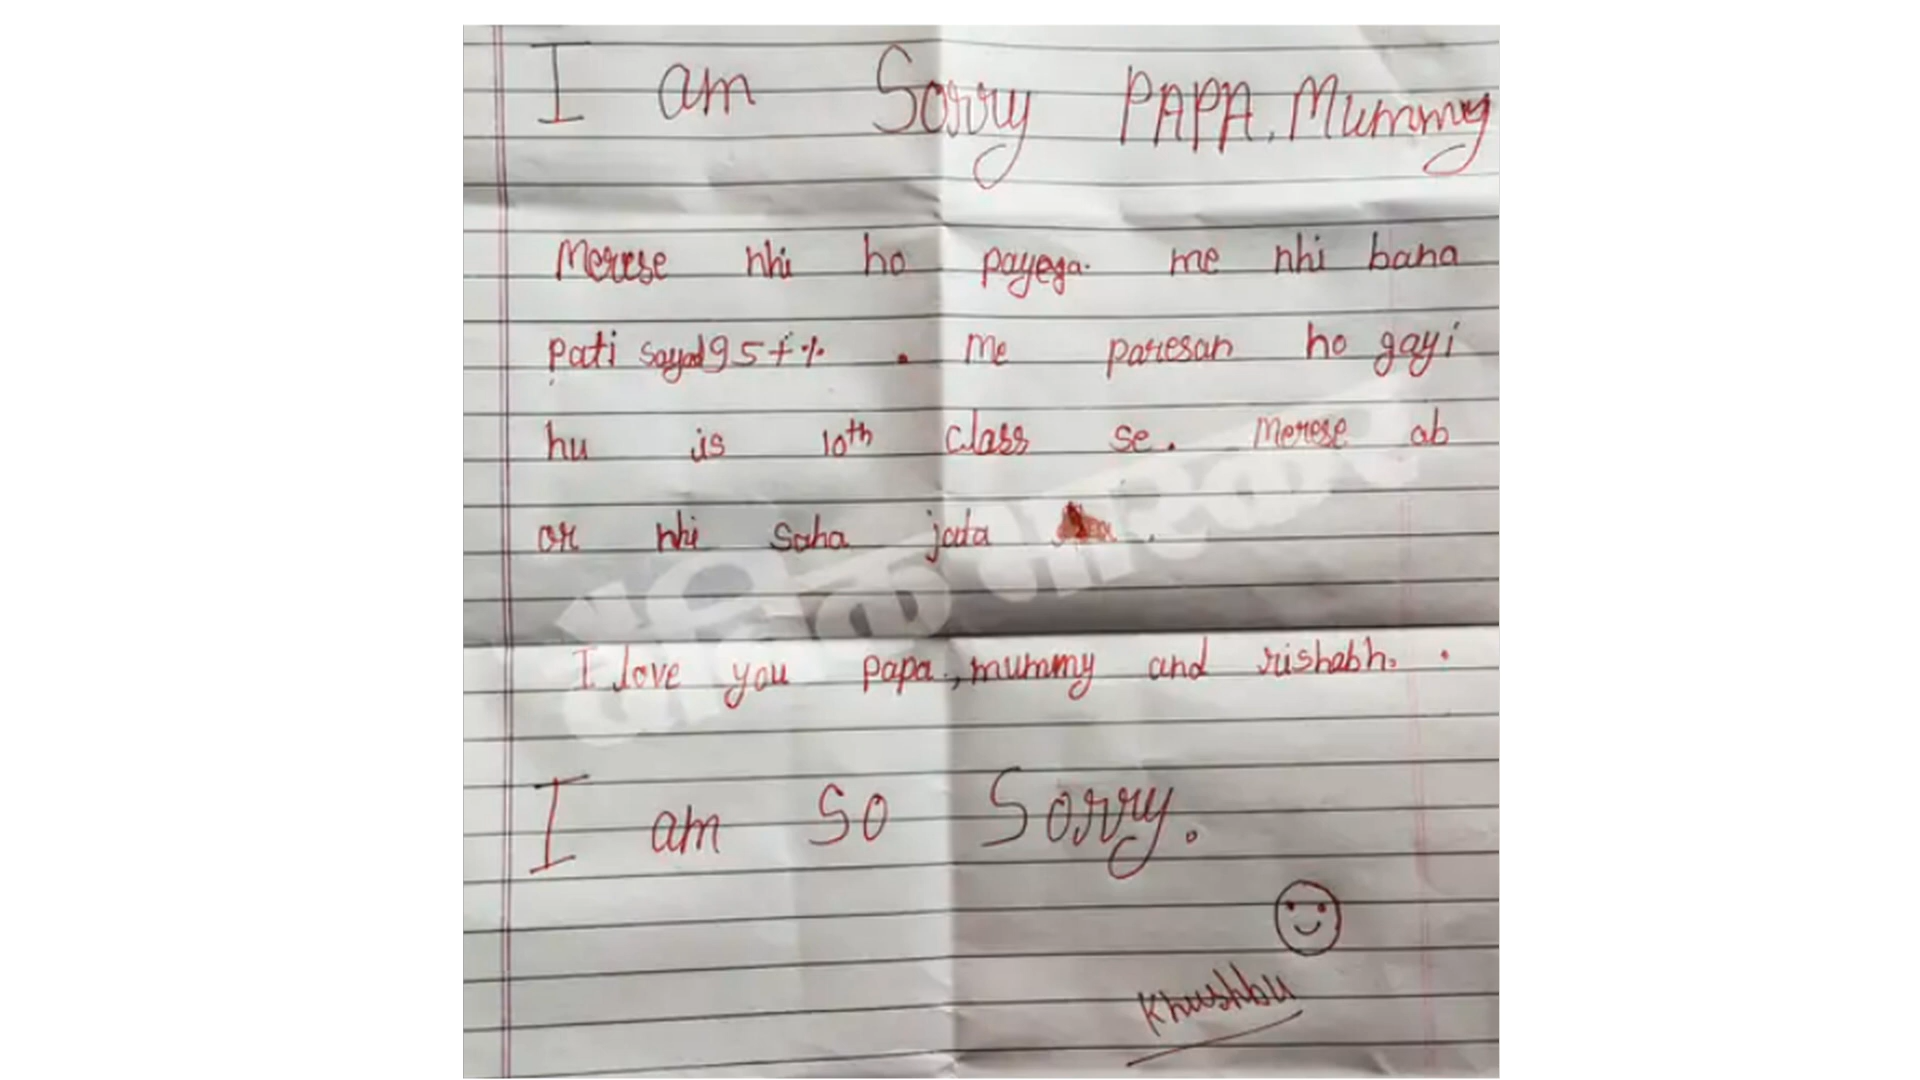 I am Sorry PAPA, Mummy
Merese nhi ho payega. me nhi bana
pati sayad 95+% . me paresan ho gayi
hu is 10th class se. Merese ab
or nhi saha jata
I love you papa, mummy and rishabh.
I am so Sorry.
Khushbu
दैनिक भास्कर